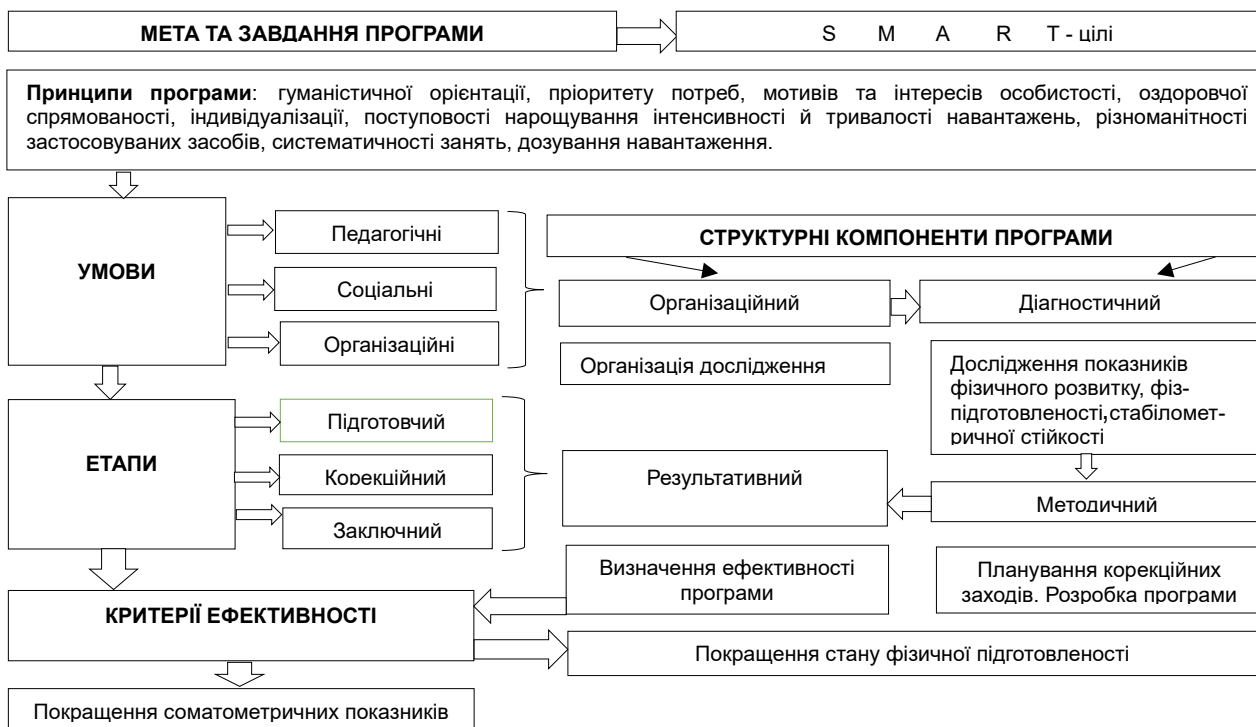 МЕТА ТА ЗАВДАННЯ ПРОГРАМИ
S M A R T - цілі
Принципи програми: гуманістичної орієнтації, пріоритету потреб, мотивів та інтересів особистості, оздоровчої
спрямованості, індивідуалізації, поступовості нарощування інтенсивності й тривалості навантажень, різноманітності
застосовуваних засобів, систематичності занять, дозування навантаження.
УМОВИ
Педагогічні
Соціальні
Організаційні
СТРУКТУРНІ КОМПОНЕНТИ ПРОГРАМИ
Організаційний
Діагностичний
Організація дослідження
Дослідження показників
фізичного розвитку, фіз-
підготовленості,стабіломет-
ричної стійкості
ЕТАПИ
Підготовчий
Корекційний
Заключний
Результативний
Методичний
Визначення ефективності
програми
Планування корекційних
заходів. Розробка програми
КРИТЕРІЇ ЕФЕКТИВНОСТІ
Покращення стану фізичної підготовленості
Покращення соматометричних показників